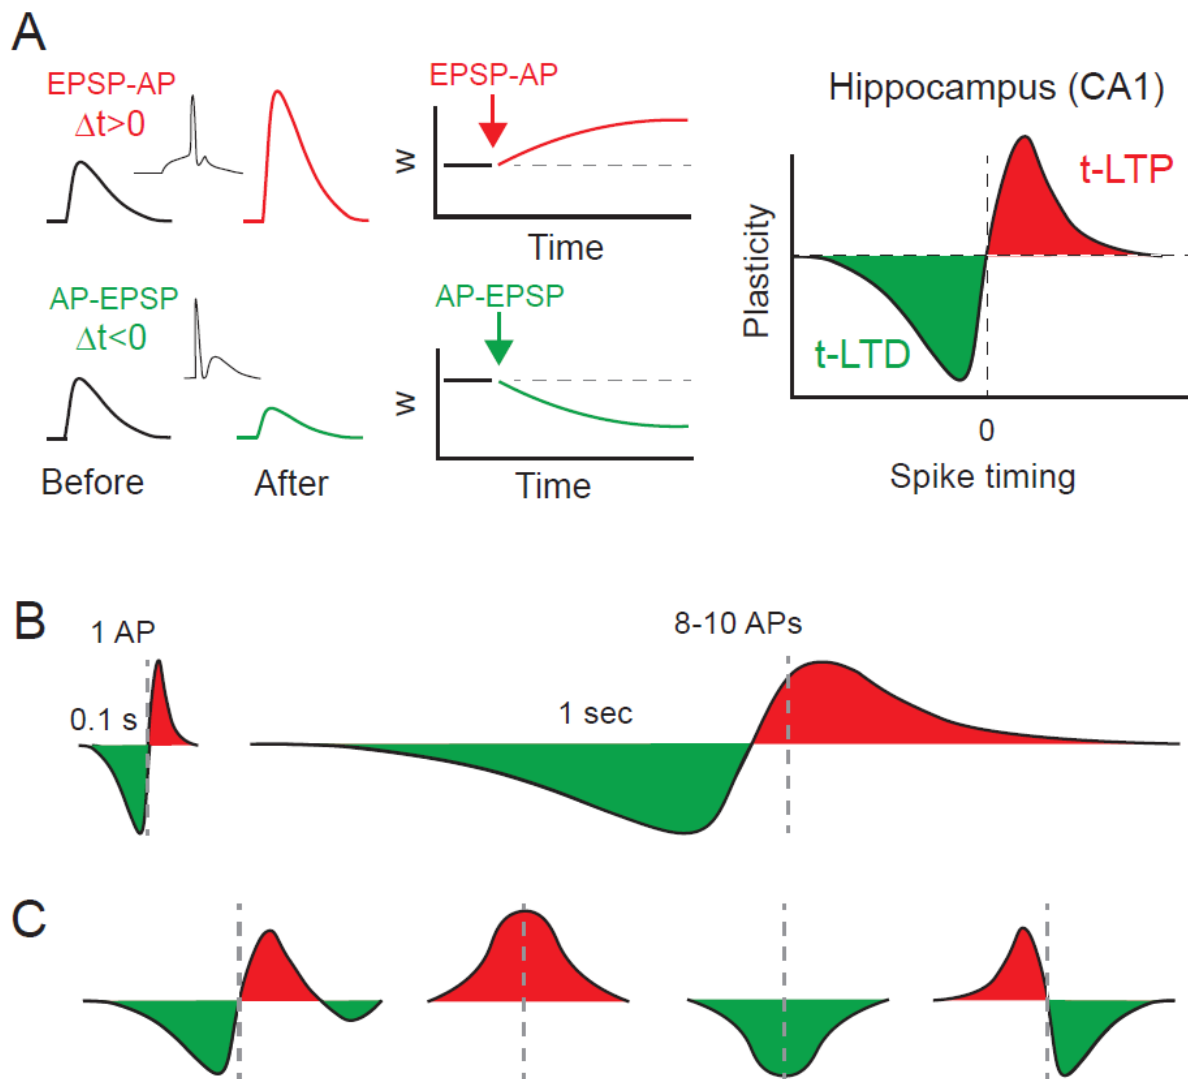 A
EPSP-AP
Δt>0
EPSP-AP
w
Time
Hippocampus (CA1)
t-LTP
Plasticity
t-LTD
0
Spike timing
AP-EPSP
Δt<0
Before
After
AP-EPSP
w
Time
B
1 AP
0.1 s
8-10 APs
1 sec
C